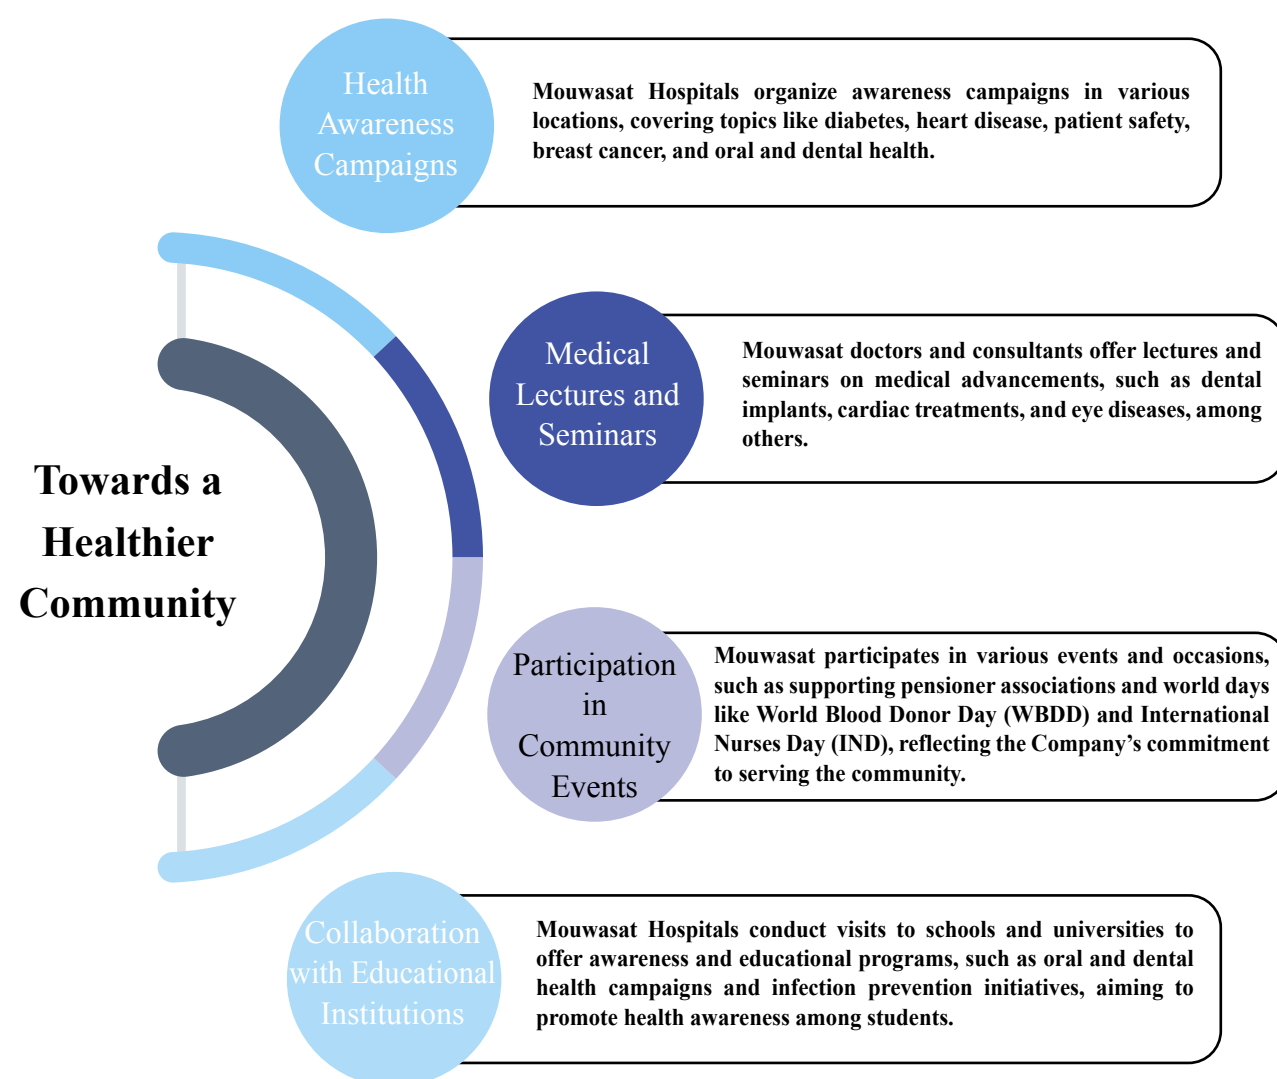 Health
Awareness
Campaigns
Mouwasat Hospitals organize awareness campaigns in various
locations, covering topics like diabetes, heart disease, patient safety,
breast cancer, and oral and dental health.
Medical
Lectures and
Seminars
Mouwasat doctors and consultants offer lectures and
seminars on medical advancements, such as dental
implants, cardiac treatments, and eye diseases, among
others.
Towards a
Healthier
Community
Participation
in
Community
Events
Mouwasat participates in various events and occasions,
such as supporting pensioner associations and world days
like World Blood Donor Day (WBDD) and International
Nurses Day (IND), reflecting the Company’s commitment
to serving the community.
Collaboration
with Educational
Institutions
Mouwasat Hospitals conduct visits to schools and universities to
offer awareness and educational programs, such as oral and dental
health campaigns and infection prevention initiatives, aiming to
promote health awareness among students.